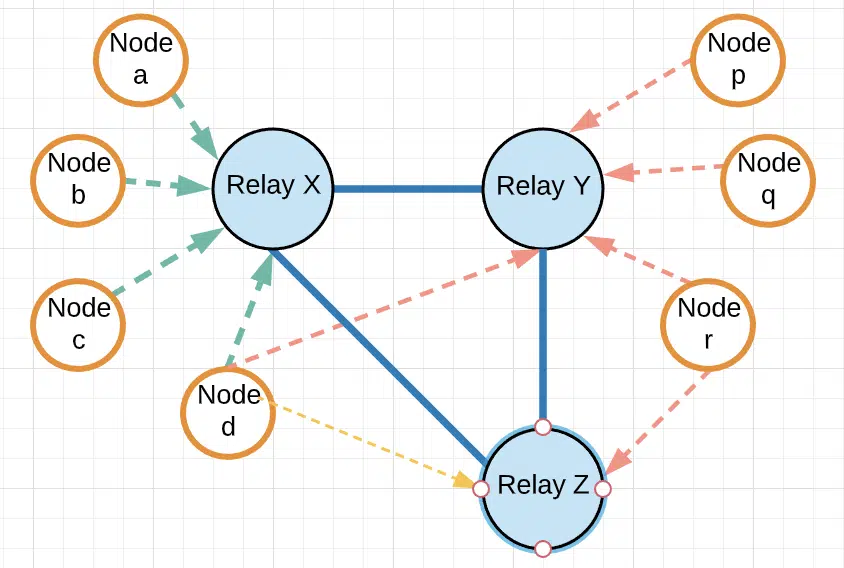 Node
a
Node
p
Node
b
Relay X
Relay Y
Node
q
Node
c
Node
r
Node
d
Relay Z